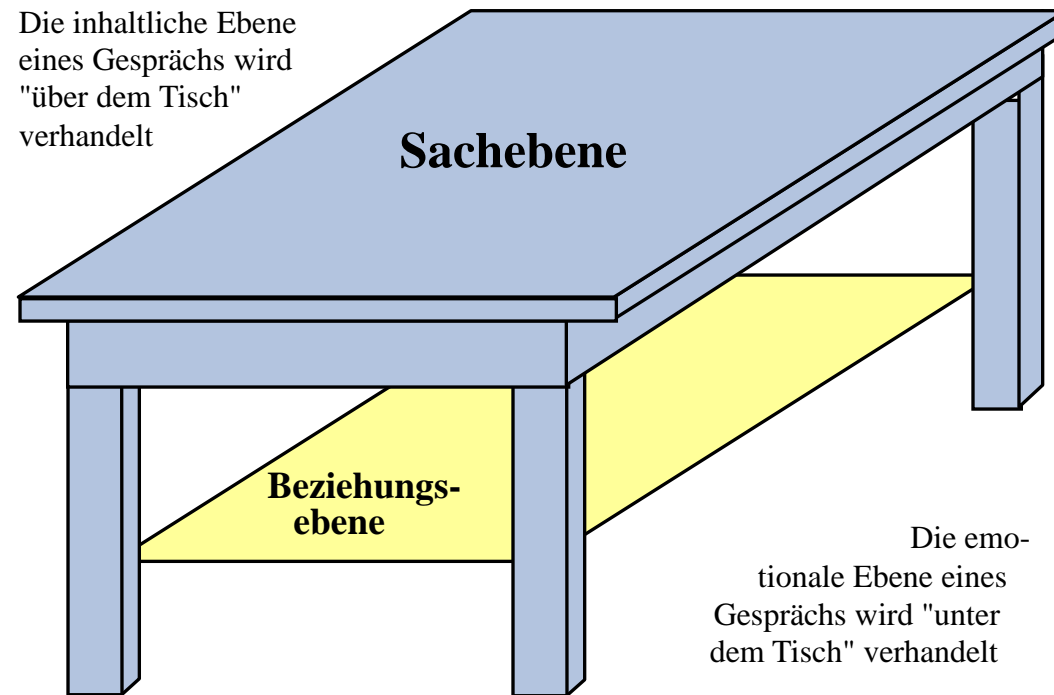 Die inhaltliche Ebene
eines Gesprächs wird
"über dem Tisch"
verhandelt
Sachebene
Beziehungs-
ebene
Die emo-
tionale Ebene eines
Gesprächs wird "unter
dem Tisch" verhandelt